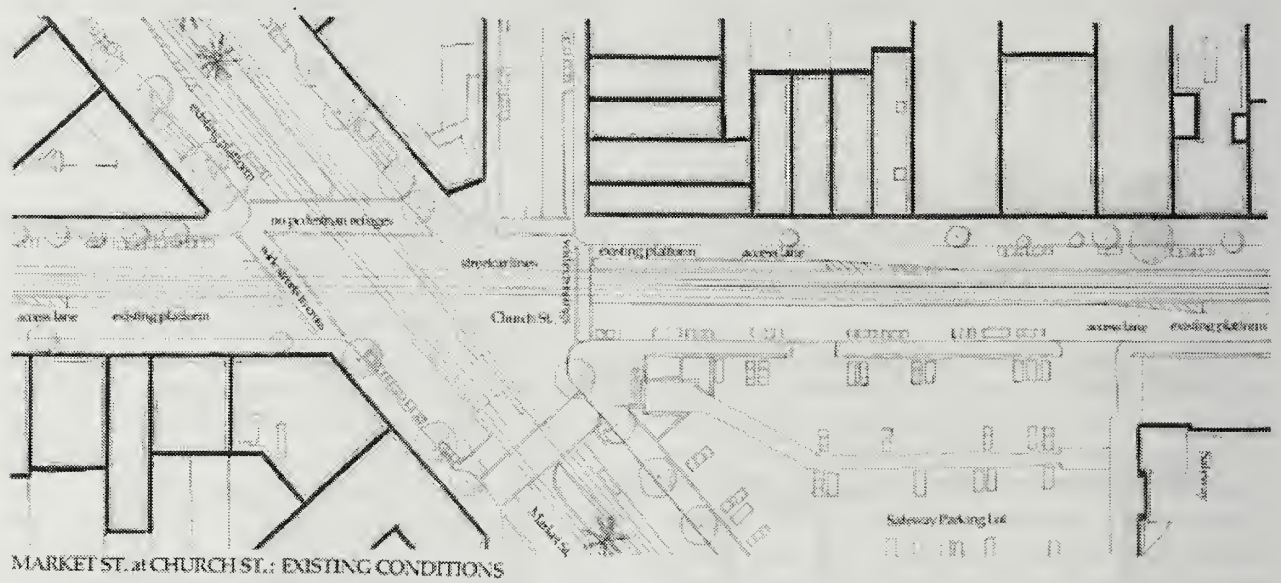 existing platform
no pedestrian refuges
streetcar lines
existing platform
access lane
Church St.
access lane
existing platform
access lane
existing platform
Market St.
Safeway Parking Lot
Safeway
MARKET ST. at CHURCH ST.: EXISTING CONDITIONS